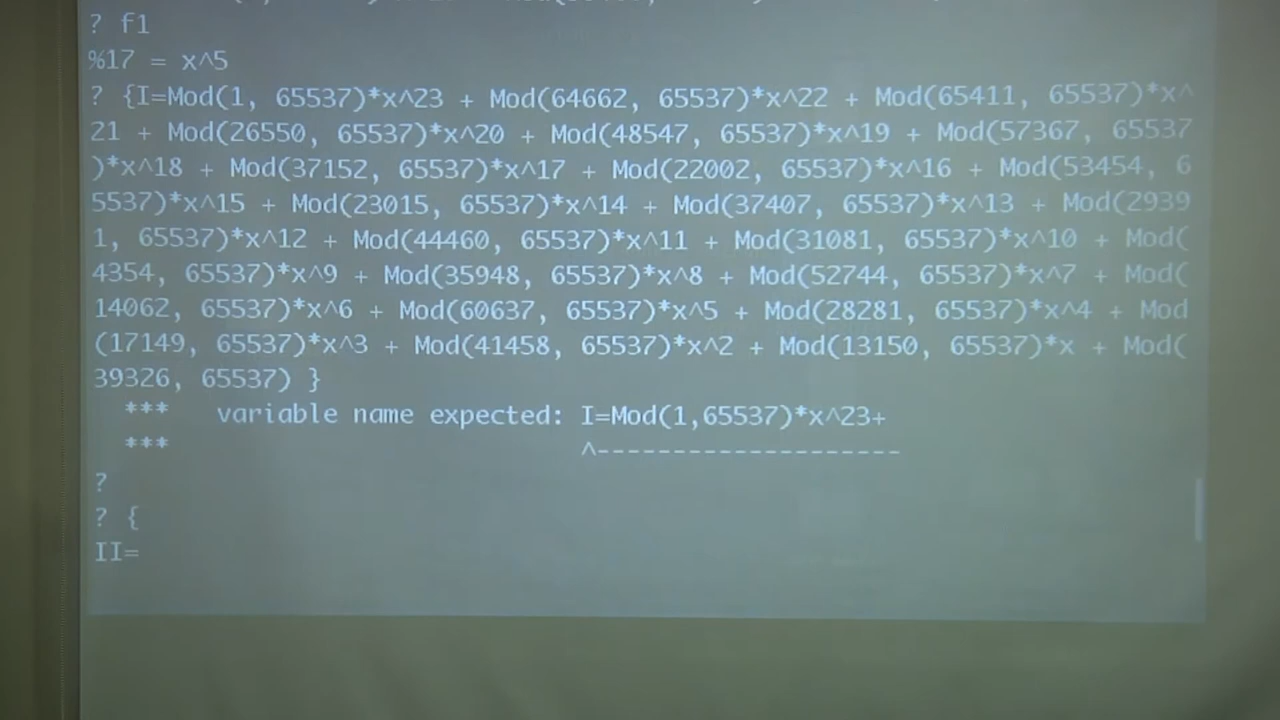 ? f1
%17 = x^5
? {I=Mod(1, 65537)*x^23 + Mod(64662, 65537)*x^22 + Mod(65411, 65537)*x^
21 + Mod(26550, 65537)*x^20 + Mod(48547, 65537)*x^19 + Mod(57367, 65537
)*x^18 + Mod(37152, 65537)*x^17 + Mod(22002, 65537)*x^16 + Mod(53454, 6
5537)*x^15 + Mod(23015, 65537)*x^14 + Mod(37407, 65537)*x^13 + Mod(2939
1, 65537)*x^12 + Mod(44460, 65537)*x^11 + Mod(31081, 65537)*x^10 + Mod(
4354, 65537)*x^9 + Mod(35948, 65537)*x^8 + Mod(52744, 65537)*x^7 + Mod(
14062, 65537)*x^6 + Mod(60637, 65537)*x^5 + Mod(28281, 65537)*x^4 + Mod
(17149, 65537)*x^3 + Mod(41458, 65537)*x^2 + Mod(13150, 65537)*x + Mod(
39326, 65537) }
*** variable name expected: I=Mod(1,65537)*x^23+
*** ^--------------------
?
? {
II=